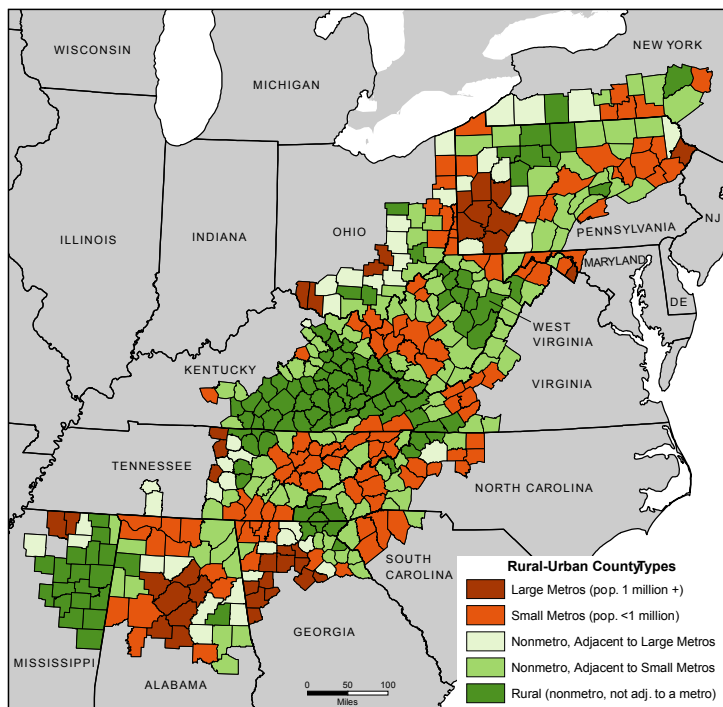 WISCONSIN
NEW YORK
MICHIGAN
ILLINOIS
INDIANA
OHIO
PENNSYLVANIA
NJ
MARYLAND
DE
WEST
VIRGINIA
KENTUCKY
VIRGINIA
TENNESSEE
NORTH CAROLINA
SOUTH
CAROLINA
GEORGIA
MISSISSIPPI
ALABAMA
0 50 100
Miles
Rural-Urban CountyTypes
Large Metros (pop. 1 million +)
Small Metros (pop. <1 million)
Nonmetro, Adjacent to Large Metros
Nonmetro, Adjacent to Small Metros
Rural (nonmetro, not adj. to a metro)